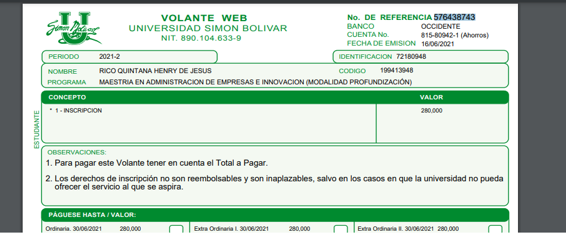 Simón Bolívar
VOLANTE WEB
UNIVERSIDAD SIMON BOLIVAR
NIT. 890.104.633-9
No. DE REFERENCIA 576438743
BANCO OCCIDENTE
CUENTA No. 815-80942-1 (Ahorros)
FECHA DE EMISION 16/06/2021
PERIODO 2021-2
IDENTIFICACION 72180948
NOMBRE RICO QUINTANA HENRY DE JESUS
CODIGO 199413948
PROGRAMA MAESTRIA EN ADMINISTRACION DE EMPRESAS E INNOVACION (MODALIDAD PROFUNDIZACIÓN)
CONCEPTO VALOR
* 1 - INSCRIPCION 280,000
ESTUDIANTE
OBSERVACIONES:
1. Para pagar este Volante tener en cuenta el Total a Pagar.
2. Los derechos de inscripción no son reembolsables y son inaplazables, salvo en los casos en que la universidad no pueda
ofrecer el servicio al que se aspira.
PÁGUESE HASTA / VALOR:
Ordinaria. 30/06/2021 280,000 Extra Ordinaria I. 30/06/2021 280,000 Extra Ordinaria II. 30/06/2021 280,000